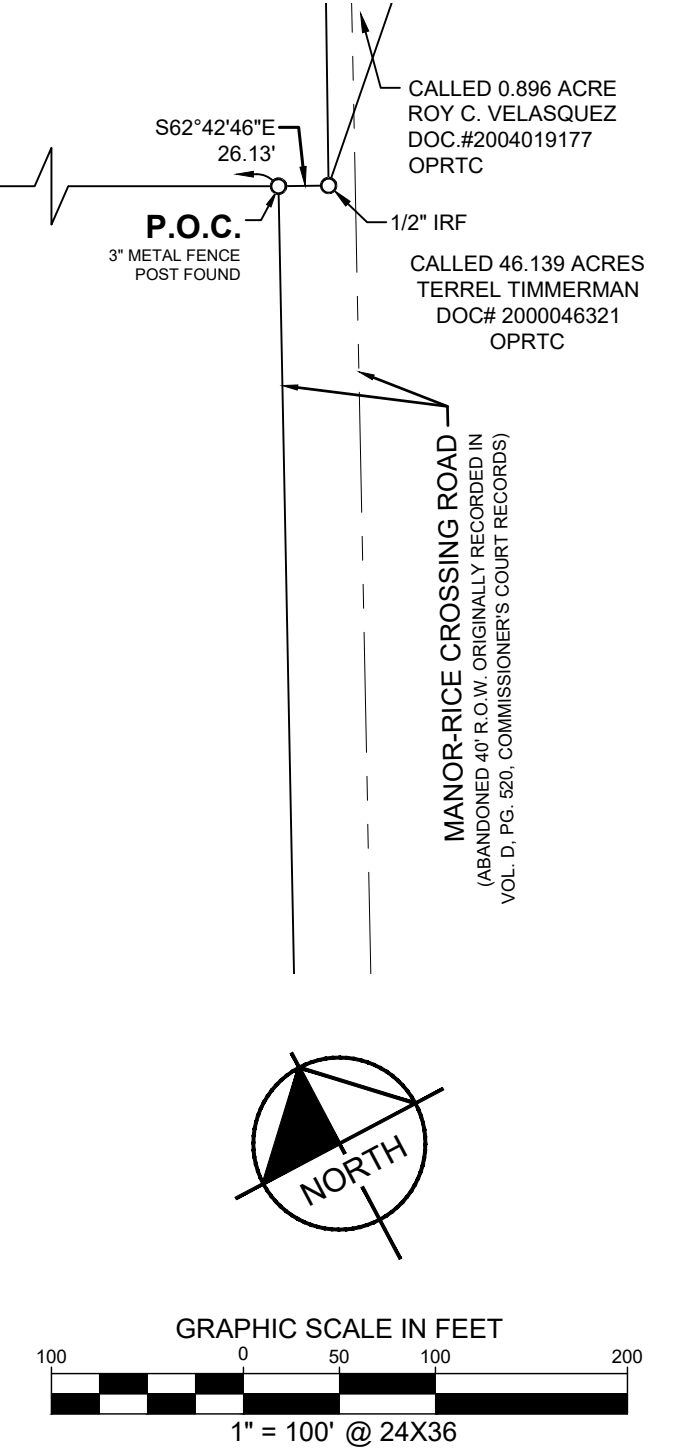 CALLED 0.896 ACRE
ROY C. VELASQUEZ
DOC.#2004019177
OPRTC
S62°42'46"E
26.13'
P.O.C.
3" METAL FENCE
POST FOUND
1/2" IRF
CALLED 46.139 ACRES
TERREL TIMMERMAN
DOC# 2000046321
OPRTC
MANOR-RICE CROSSING ROAD
(ABANDONED 40' R.O.W. ORIGINALLY RECORDED IN
VOL. D, PG. 520, COMMISSIONER'S COURT RECORDS)
NORTH
GRAPHIC SCALE IN FEET
100 0 50 100 200
1" = 100' @ 24X36